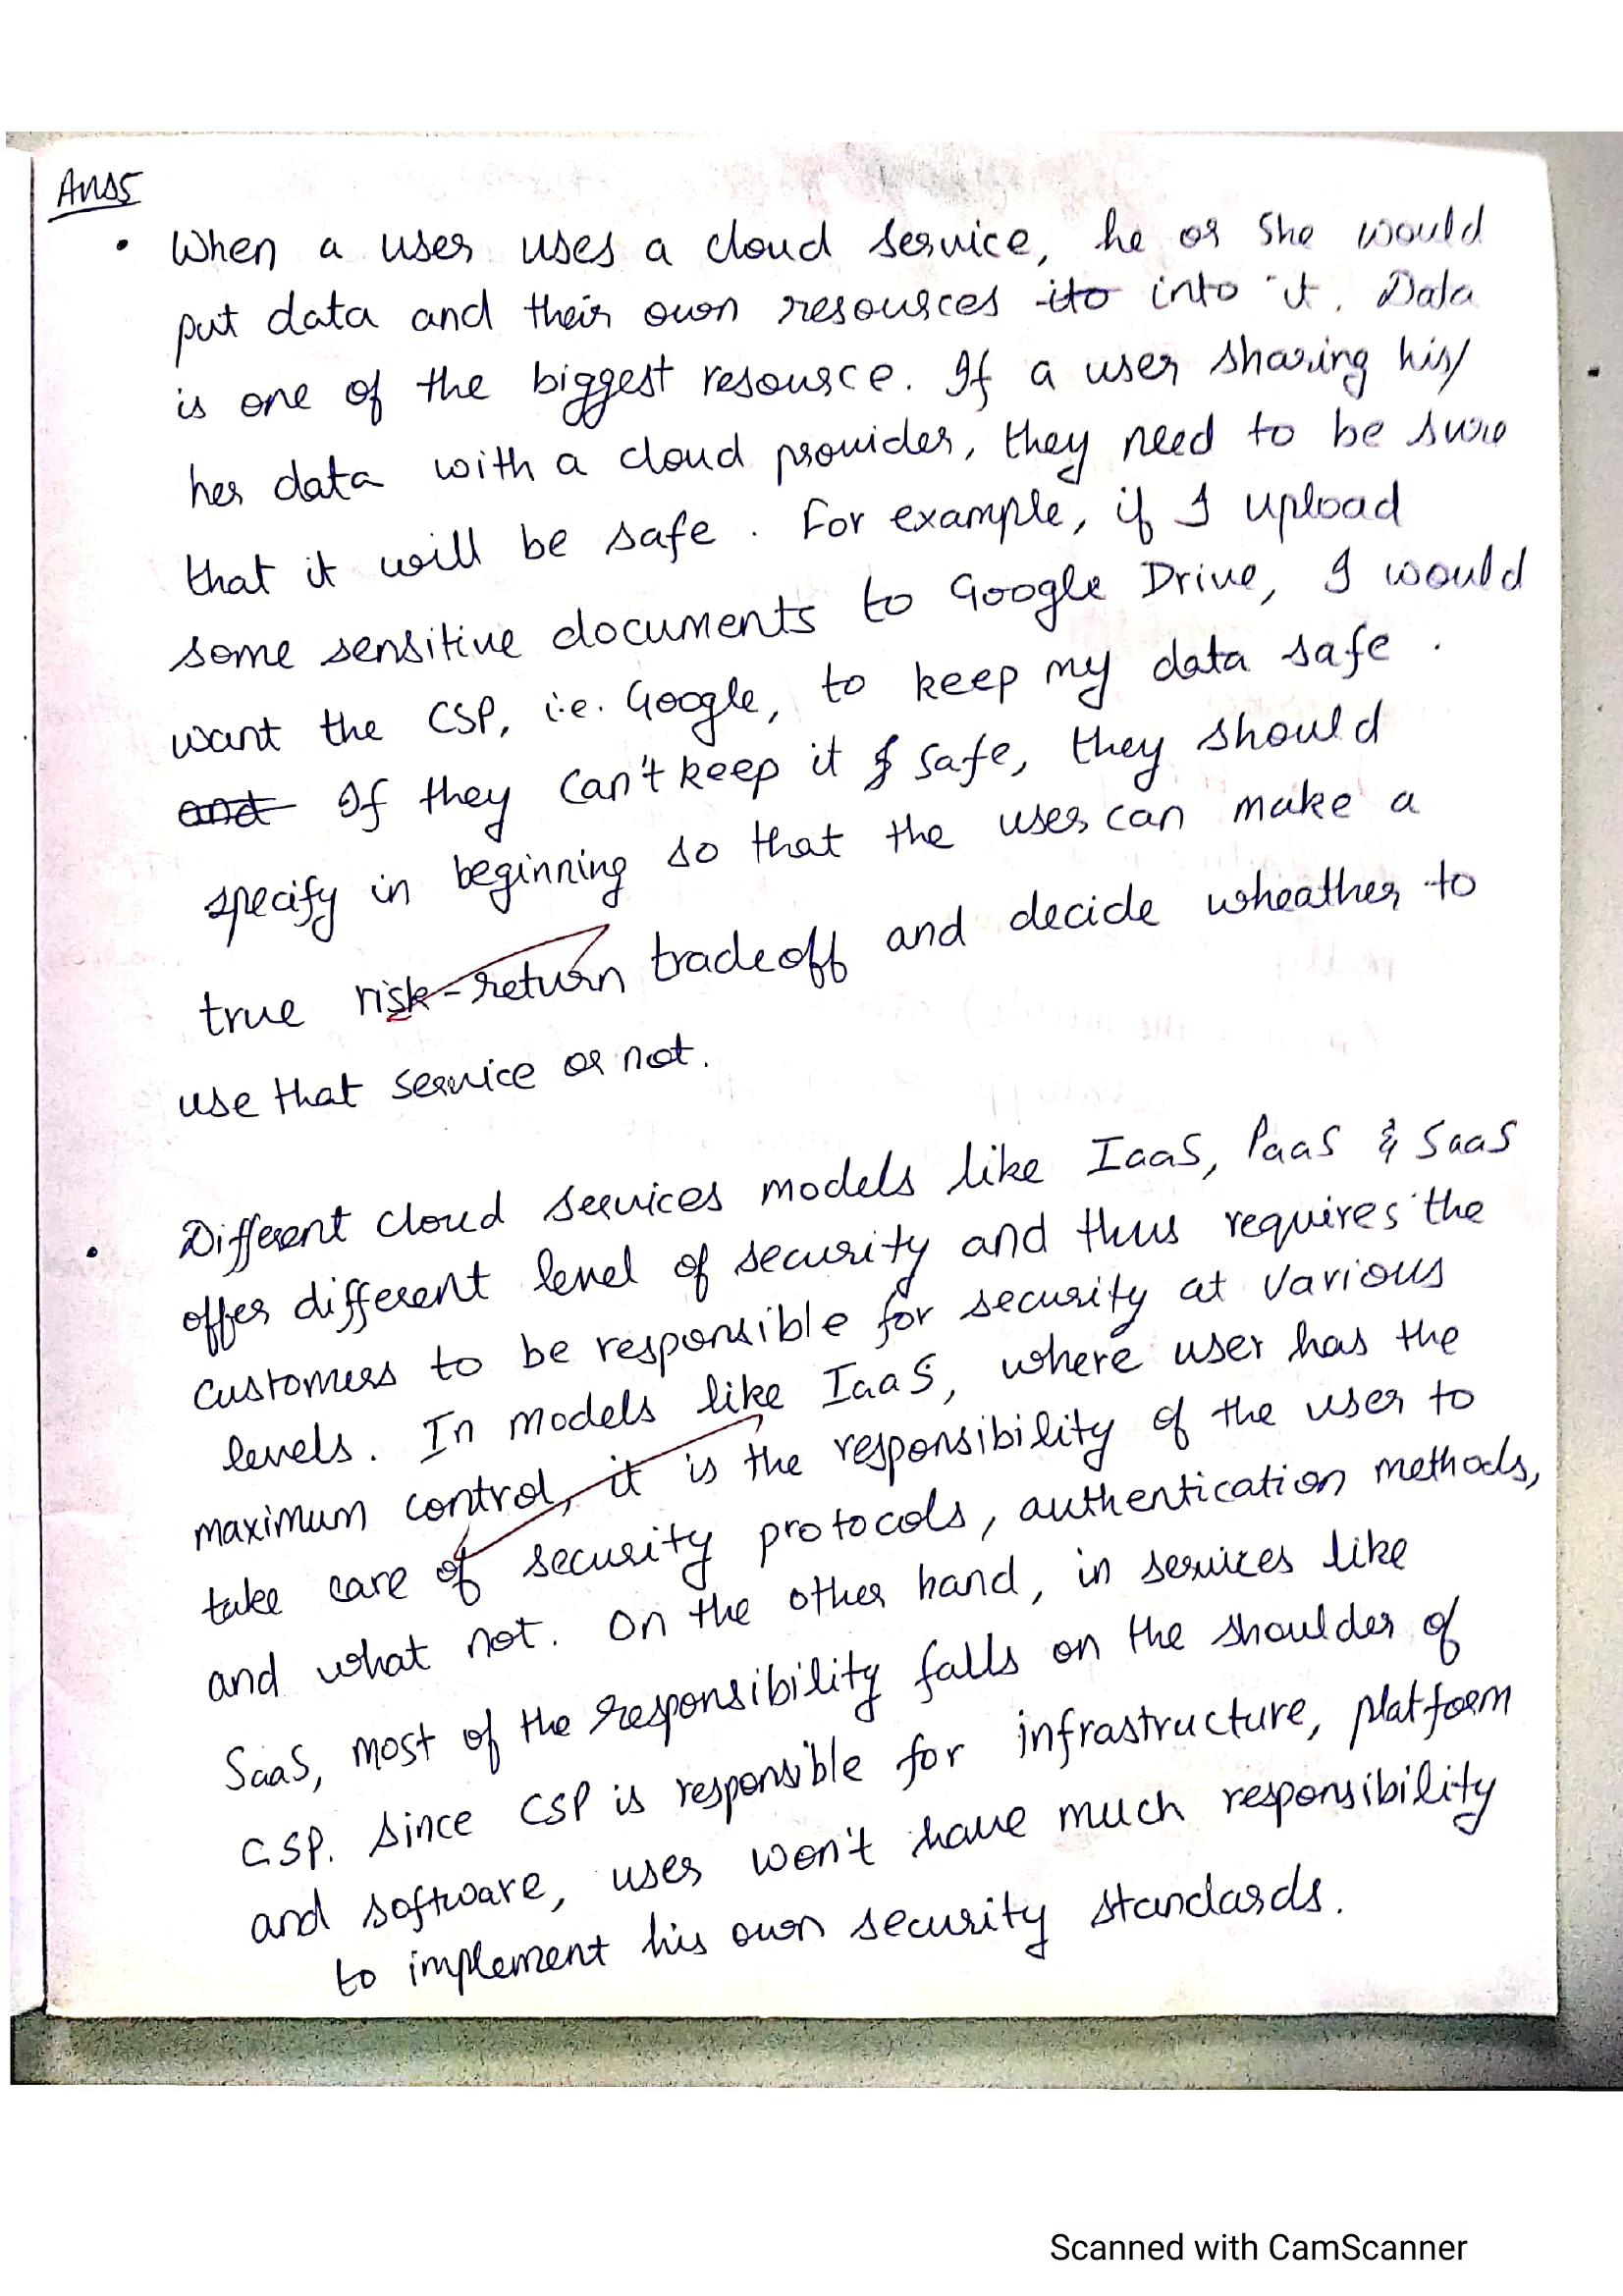 Ans5
• When a user uses a cloud service, he or she would
put data and their own resources ito into it. Data
is one of the biggest resource. If a user sharing his/
her data with a cloud provider, they need to be sure
that it will be safe. For example, if I upload
some sensitive documents to Google Drive, I would
want the CSP, i.e. Google, to keep my data safe.
and If they can't keep it safe, they should
specify in beginning so that the user can make a
true risk-return tradeoff and decide wheather to
use that service or not.
• Different cloud services models like IaaS, PaaS & SaaS
offer different level of security and thus requires the
customers to be responsible for security at various
levels. In models like IaaS, where user has the
maximum control, it is the responsibility of the user to
take care of security protocols, authentication methods,
and what not. On the other hand, in services like
SaaS, most of the responsibility falls on the shoulder of
CSP. Since CSP is responsible for infrastructure, platform
and software, user won't have much responsibility
to implement his own security standards.
Scanned with CamScanner